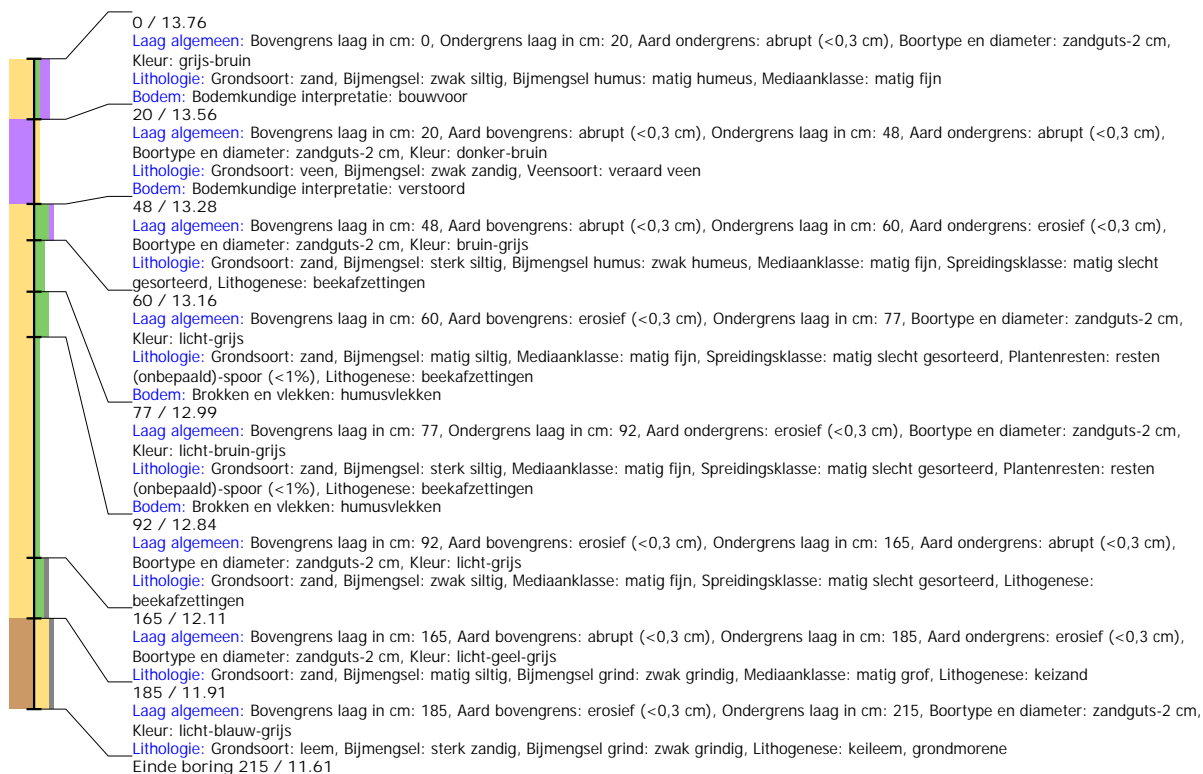 0 / 13.76
Laag algemeen: Bovengrens laag in cm: 0, Ondergrens laag in cm: 20, Aard ondergrens: abrupt (<0,3 cm), Boortype en diameter: zandguts-2 cm,
Kleur: grijs-bruin
Lithologie: Grondsoort: zand, Bijmengsel: zwak siltig, Bijmengsel humus: matig humeus, Mediaanklasse: matig fijn
Bodem: Bodemkundige interpretatie: bouwvoor
20 / 13.56
Laag algemeen: Bovengrens laag in cm: 20, Aard bovengrens: abrupt (<0,3 cm), Ondergrens laag in cm: 48, Aard ondergrens: abrupt (<0,3 cm),
Boortype en diameter: zandguts-2 cm, Kleur: donker-bruin
Lithologie: Grondsoort: veen, Bijmengsel: zwak zandig, Veensoort: veraard veen
Bodem: Bodemkundige interpretatie: verstoord
48 / 13.28
Laag algemeen: Bovengrens laag in cm: 48, Aard bovengrens: abrupt (<0,3 cm), Ondergrens laag in cm: 60, Aard ondergrens: erosief (<0,3 cm),
Boortype en diameter: zandguts-2 cm, Kleur: bruin-grijs
Lithologie: Grondsoort: zand, Bijmengsel: sterk siltig, Bijmengsel humus: zwak humeus, Mediaanklasse: matig fijn, Spreidingsklasse: matig slecht
gesorteerd, Lithogenese: beekafzettingen
60 / 13.16
Laag algemeen: Bovengrens laag in cm: 60, Aard bovengrens: erosief (<0,3 cm), Ondergrens laag in cm: 77, Boortype en diameter: zandguts-2 cm,
Kleur: licht-grijs
Lithologie: Grondsoort: zand, Bijmengsel: matig siltig, Mediaanklasse: matig fijn, Spreidingsklasse: matig slecht gesorteerd, Plantenresten: resten
(onbepaald)-spoor (<1%), Lithogenese: beekafzettingen
Bodem: Brokken en vlekken: humusvlekken
77 / 12.99
Laag algemeen: Bovengrens laag in cm: 77, Ondergrens laag in cm: 92, Aard ondergrens: erosief (<0,3 cm), Boortype en diameter: zandguts-2 cm,
Kleur: licht-bruin-grijs
Lithologie: Grondsoort: zand, Bijmengsel: sterk siltig, Mediaanklasse: matig fijn, Spreidingsklasse: matig slecht gesorteerd, Plantenresten: resten
(onbepaald)-spoor (<1%), Lithogenese: beekafzettingen
Bodem: Brokken en vlekken: humusvlekken
92 / 12.84
Laag algemeen: Bovengrens laag in cm: 92, Aard bovengrens: erosief (<0,3 cm), Ondergrens laag in cm: 165, Aard ondergrens: abrupt (<0,3 cm),
Boortype en diameter: zandguts-2 cm, Kleur: licht-grijs
Lithologie: Grondsoort: zand, Bijmengsel: zwak siltig, Mediaanklasse: matig fijn, Spreidingsklasse: matig slecht gesorteerd, Lithogenese:
beekafzettingen
165 / 12.11
Laag algemeen: Bovengrens laag in cm: 165, Aard bovengrens: abrupt (<0,3 cm), Ondergrens laag in cm: 185, Aard ondergrens: erosief (<0,3 cm),
Boortype en diameter: zandguts-2 cm, Kleur: licht-geel-grijs
Lithologie: Grondsoort: zand, Bijmengsel: matig siltig, Bijmengsel grind: zwak grindig, Mediaanklasse: matig grof, Lithogenese: keizand
185 / 11.91
Laag algemeen: Bovengrens laag in cm: 185, Aard bovengrens: erosief (<0,3 cm), Ondergrens laag in cm: 215, Boortype en diameter: zandguts-2 cm,
Kleur: licht-blauw-grijs
Lithologie: Grondsoort: leem, Bijmengsel: sterk zandig, Bijmengsel grind: zwak grindig, Lithogenese: keileem, grondmorene
Einde boring 215 / 11.61